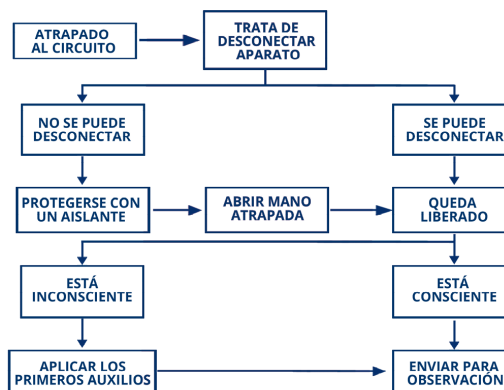 ATRAPADO
AL CIRCUITO
TRATA DE
DESCONECTAR
APARATO
NO SE PUEDE
DESCONECTAR
SE PUEDE
DESCONECTAR
PROTEGERSE CON
UN AISLANTE
ABRIR MANO
ATRAPADA
QUEDA
LIBERADO
ESTÁ
INCONSCIENTE
ESTÁ
CONSCIENTE
APLICAR LOS
PRIMEROS AUXILIOS
ENVIAR PARA
OBSERVACIÓN